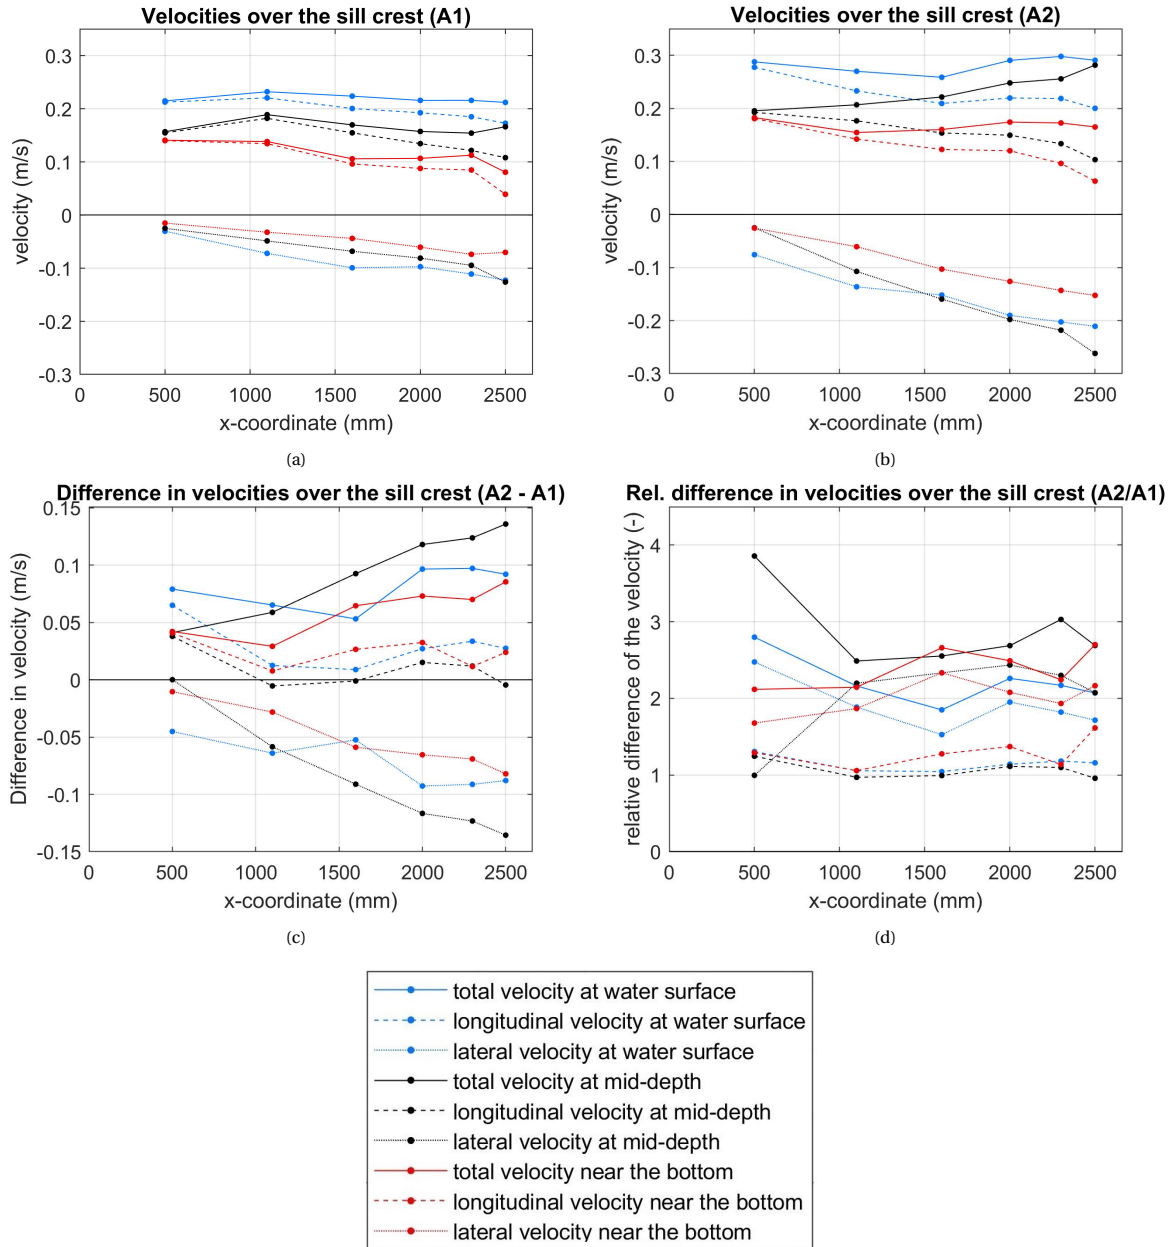 Velocities over the sill crest (A1)
0.3
0.2
0.1
0
-0.1
-0.2
-0.3
velocity (m/s)
0 500 1000 1500 2000 2500
x-coordinate (mm)
(a)
Velocities over the sill crest (A2)
0.3
0.2
0.1
0
-0.1
-0.2
-0.3
velocity (m/s)
0 500 1000 1500 2000 2500
x-coordinate (mm)
(b)
Difference in velocities over the sill crest (A2 - A1)
0.15
0.1
0.05
0
-0.05
-0.1
-0.15
Difference in velocity (m/s)
0 500 1000 1500 2000 2500
x-coordinate (mm)
(c)
Rel. difference in velocities over the sill crest (A2/A1)
4
3
2
1
0
relative difference of the velocity (-)
0 500 1000 1500 2000 2500
x-coordinate (mm)
(d)
total velocity at water surface
longitudinal velocity at water surface
lateral velocity at water surface
total velocity at mid-depth
longitudinal velocity at mid-depth
lateral velocity at mid-depth
total velocity near the bottom
longitudinal velocity near the bottom
lateral velocity near the bottom